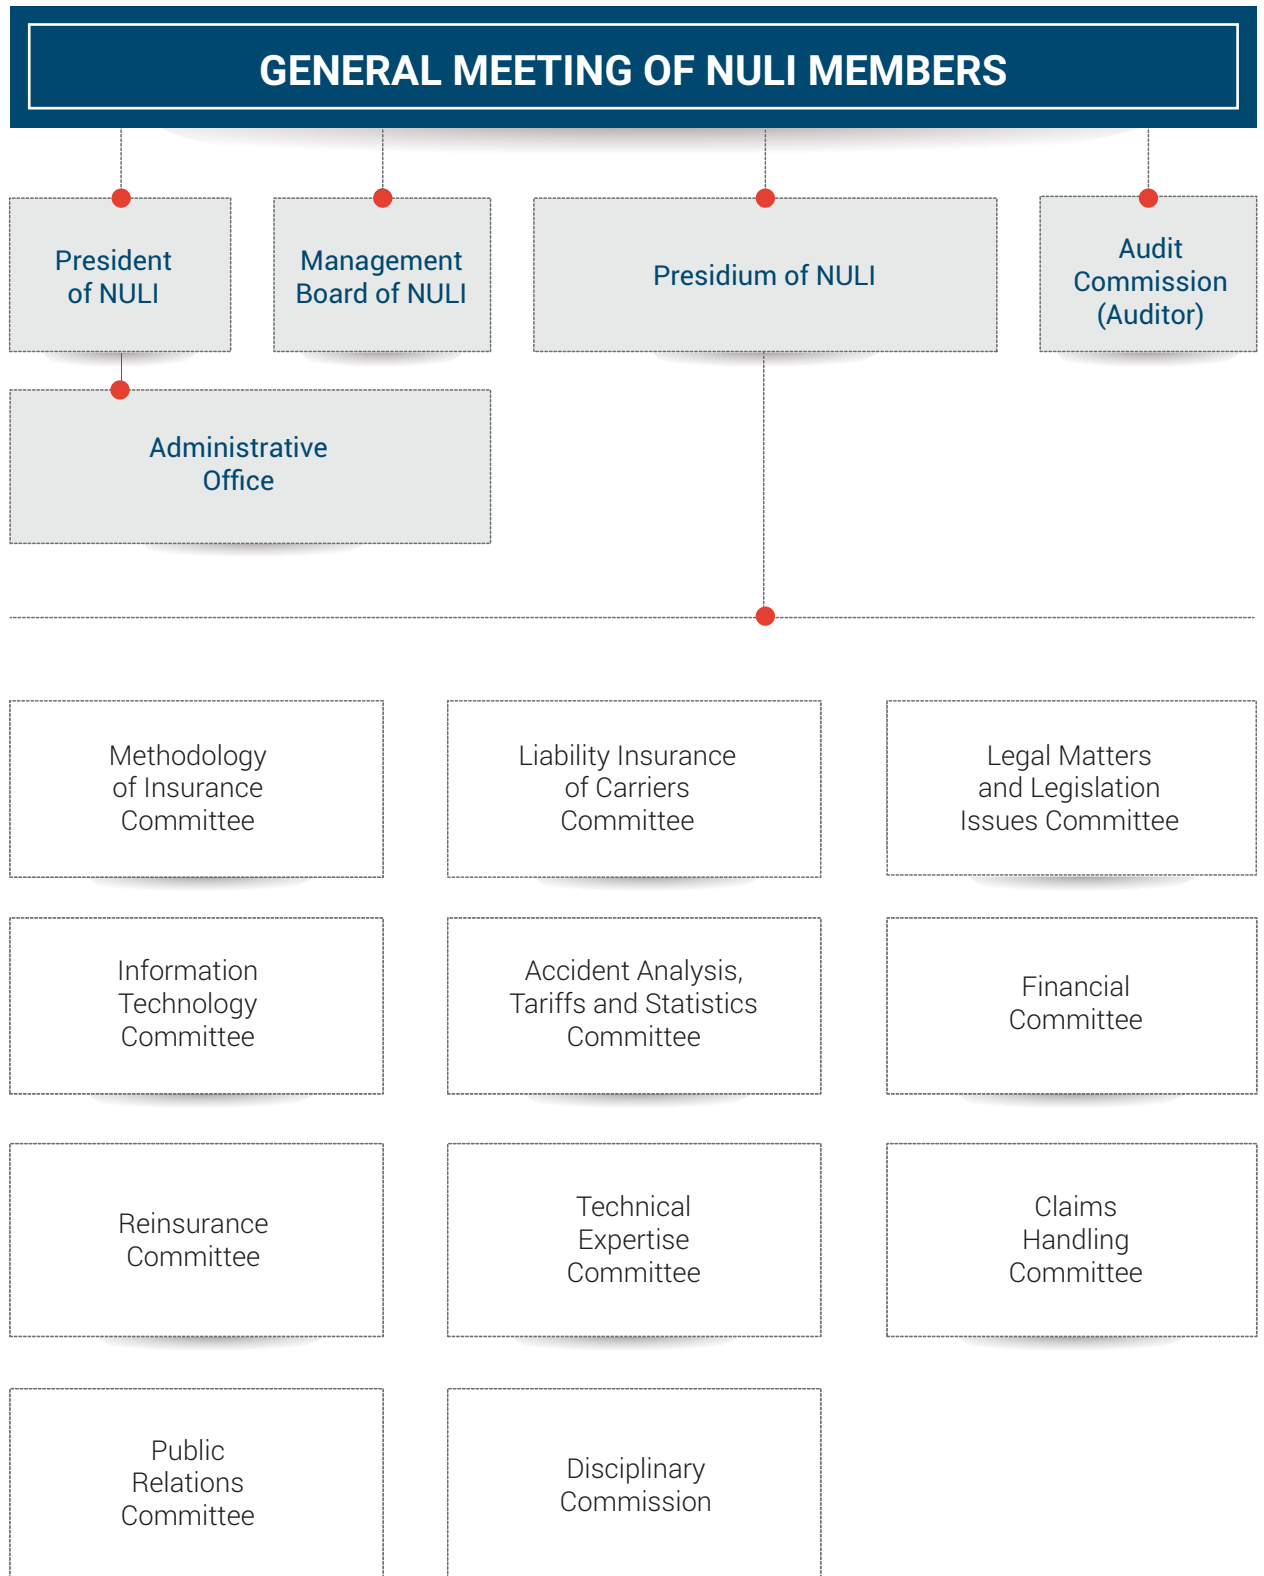 GENERAL MEETING OF NULI MEMBERS
President
of NULI
Management
Board of NULI
Presidium of NULI
Audit
Commission
(Auditor)
Administrative
Office
Methodology
of Insurance
Committee
Liability Insurance
of Carriers
Committee
Legal Matters
and Legislation
Issues Committee
Information
Technology
Committee
Accident Analysis,
Tariffs and Statistics
Committee
Financial
Committee
Reinsurance
Committee
Technical
Expertise
Committee
Claims
Handling
Committee
Public
Relations
Committee
Disciplinary
Commission